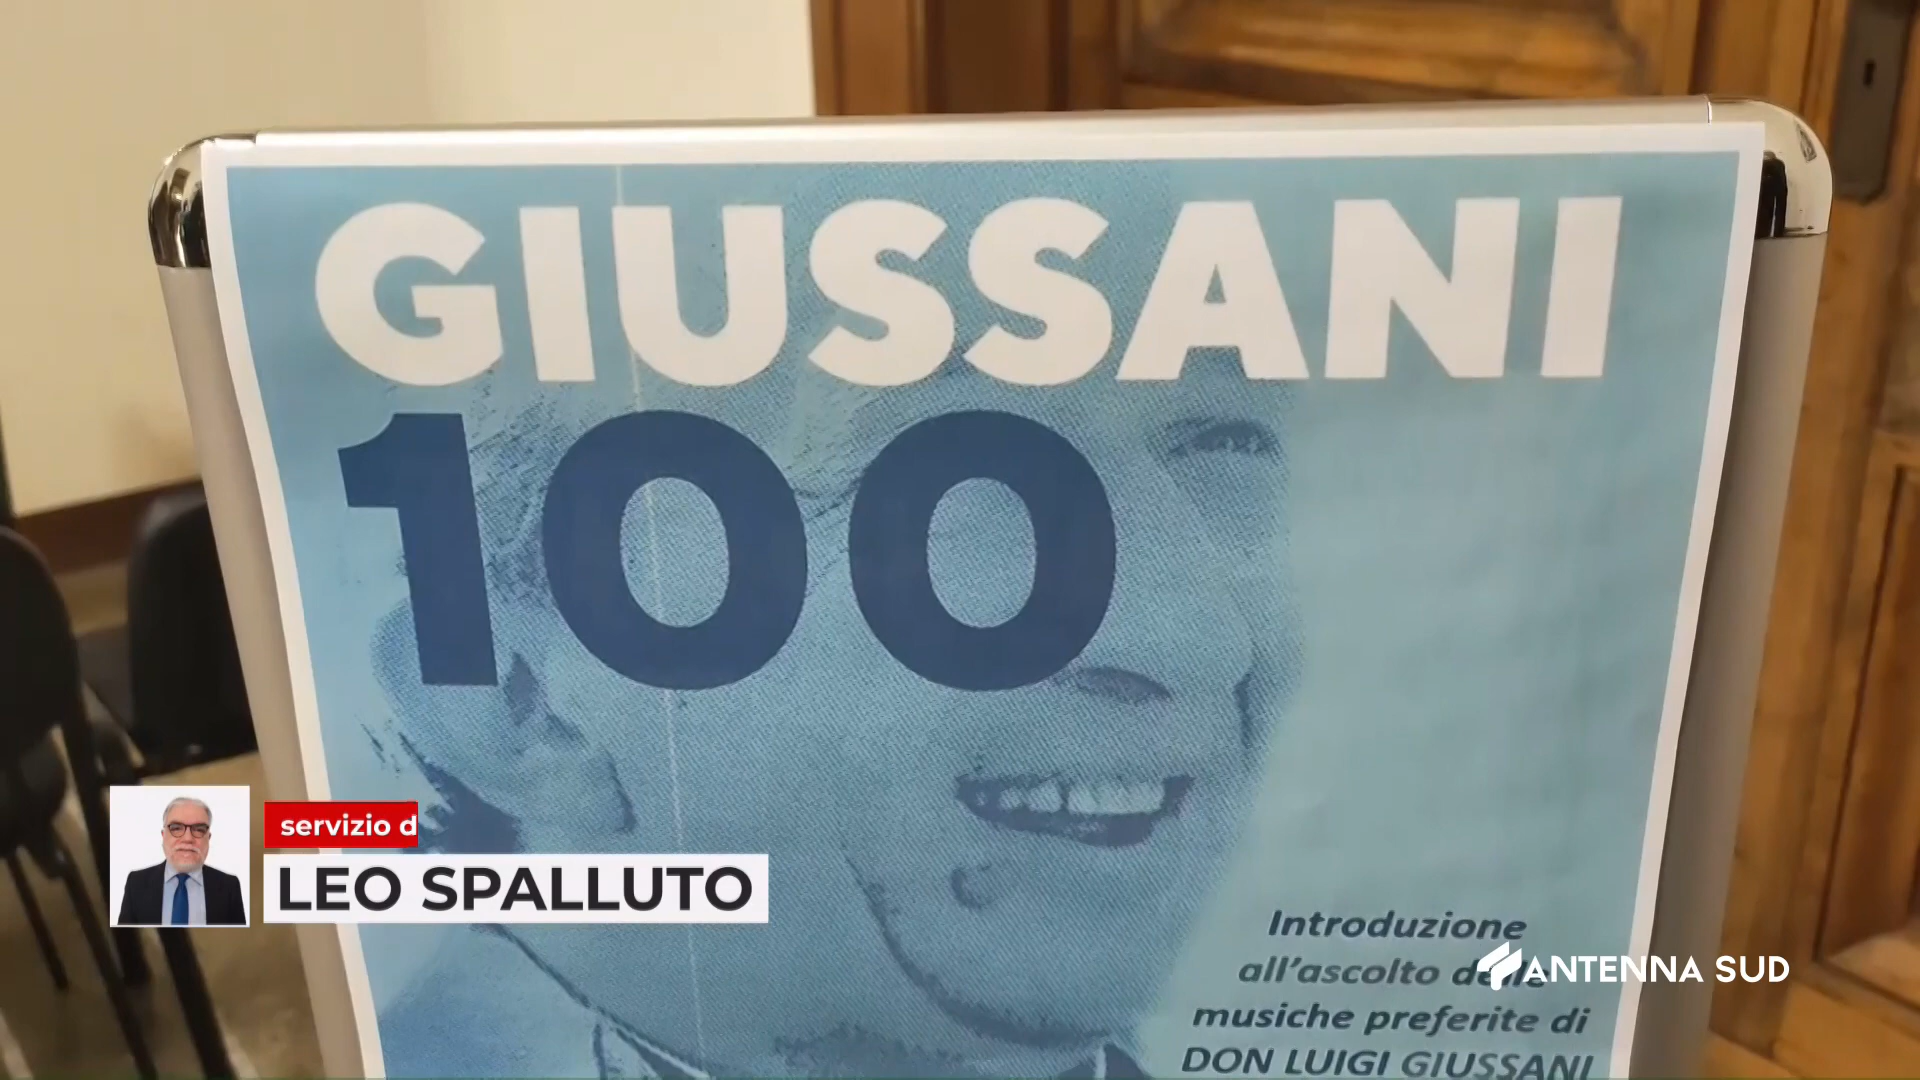 GIUSSANI
100
servizio d
LEO SPALLUTO
Introduzione
all'ascolto
musiche preferite di
DON LUIGI GIUSSANI
ANTENNA SUD